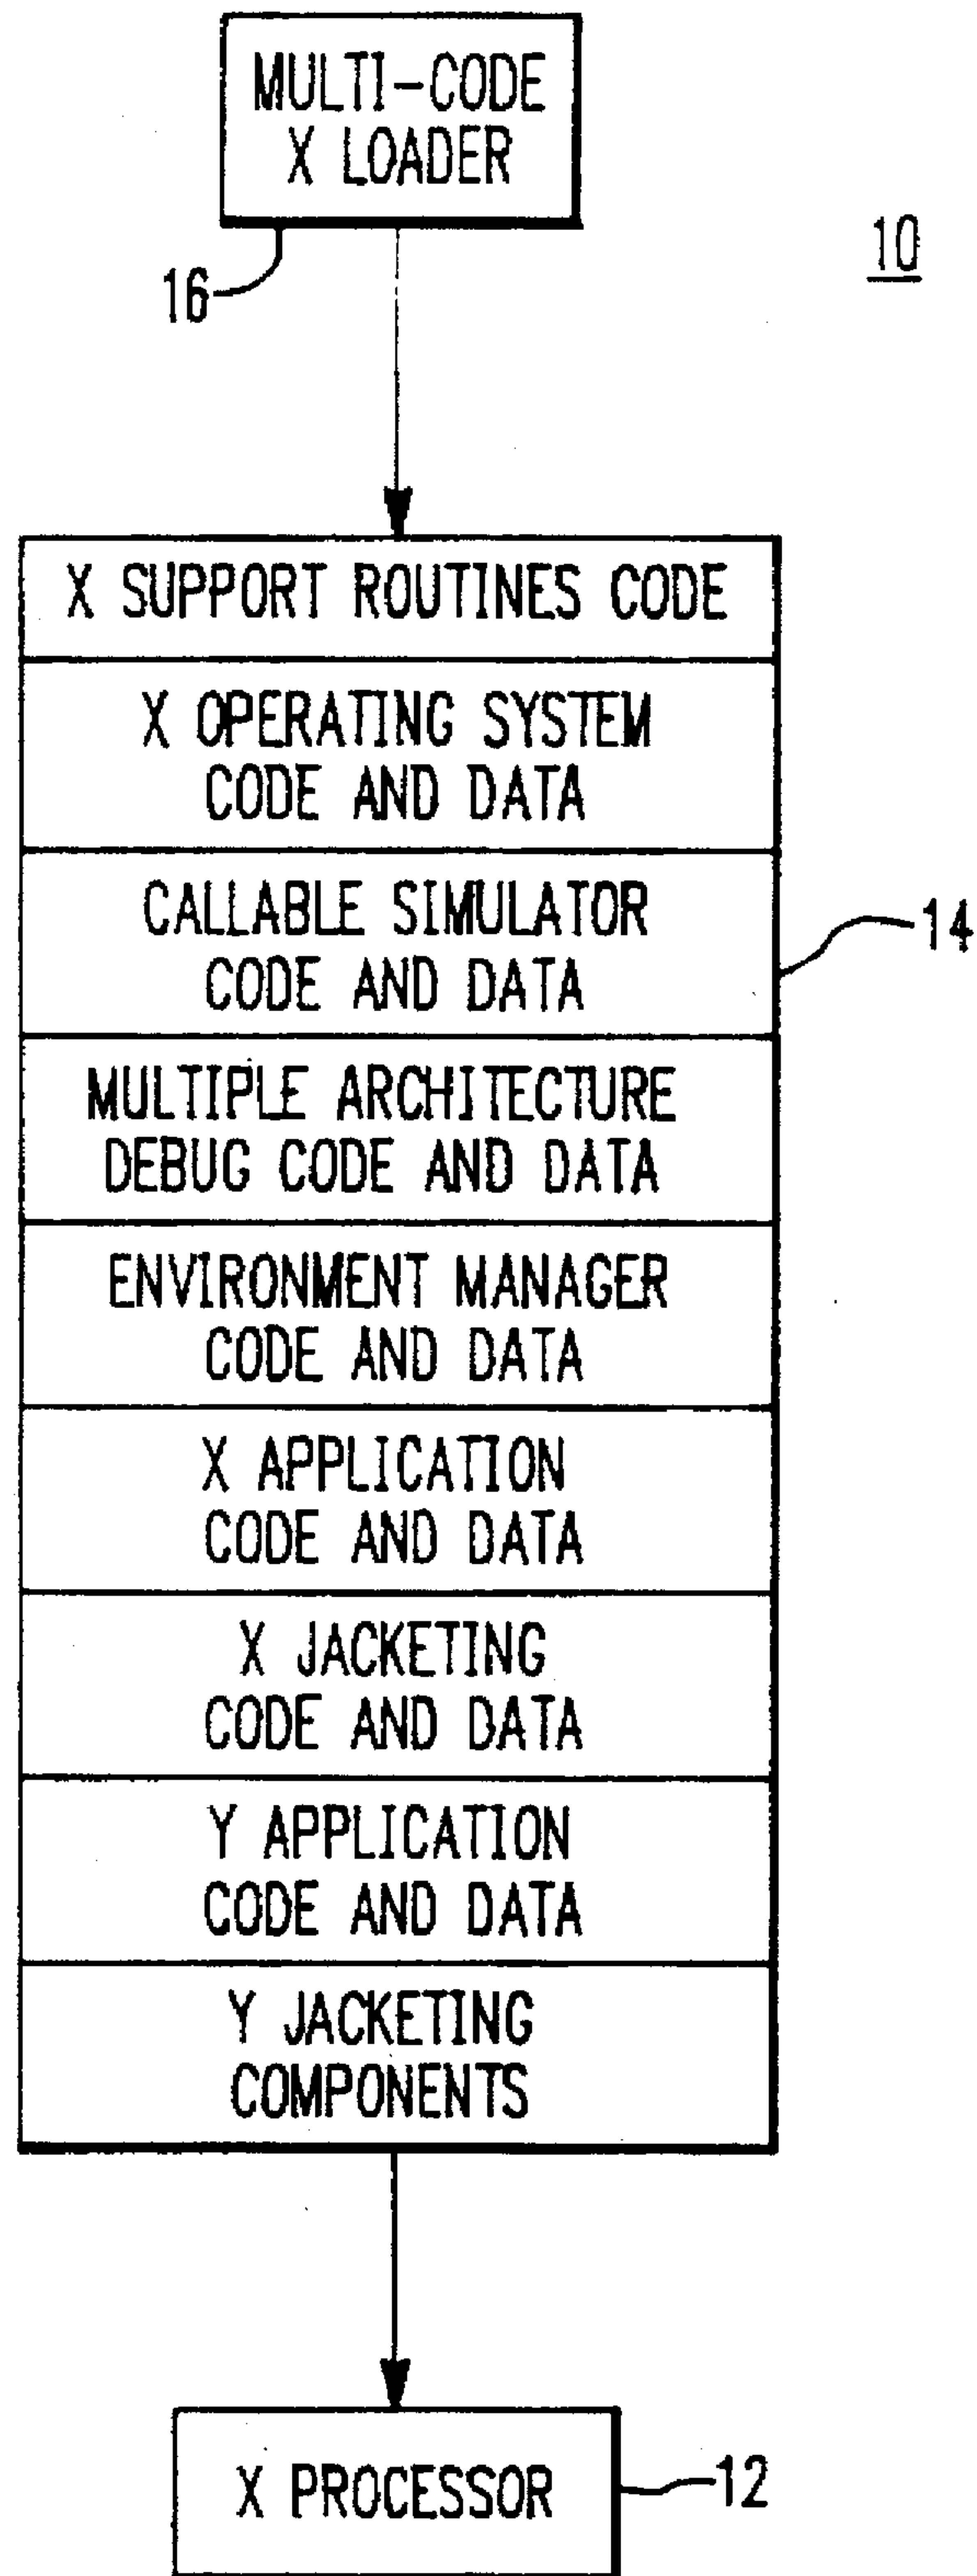 MULTI-CODE
X LOADER
10
16
X SUPPORT ROUTINES CODE
X OPERATING SYSTEM
CODE AND DATA
CALLABLE SIMULATOR
CODE AND DATA
14
MULTIPLE ARCHITECTURE
DEBUG CODE AND DATA
ENVIRONMENT MANAGER
CODE AND DATA
X APPLICATION
CODE AND DATA
X JACKETING
CODE AND DATA
Y APPLICATION
CODE AND DATA
Y JACKETING
COMPONENTS
X PROCESSOR
12